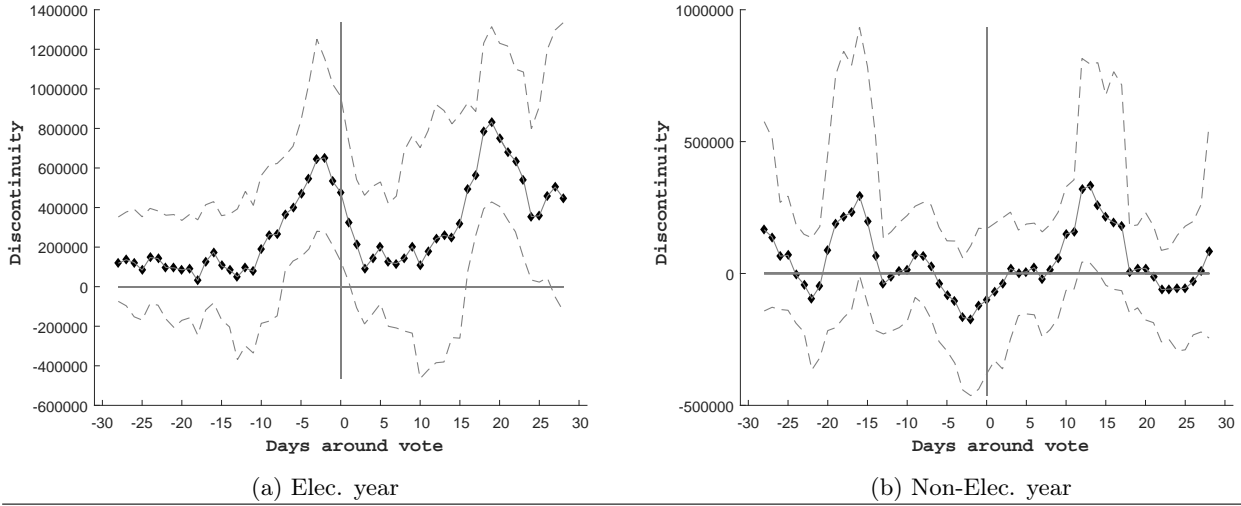 1400000
1200000
1000000
800000
600000
400000
200000
0
-200000
-400000
-600000
Discontinuity
-30 -25 -20 -15 -10 -5 0 5 10 15 20 25 30
Days around vote
(a) Elec. year
1000000
500000
0
-500000
Discontinuity
-30 -25 -20 -15 -10 -5 0 5 10 15 20 25 30
Days around vote
(b) Non-Elec. year